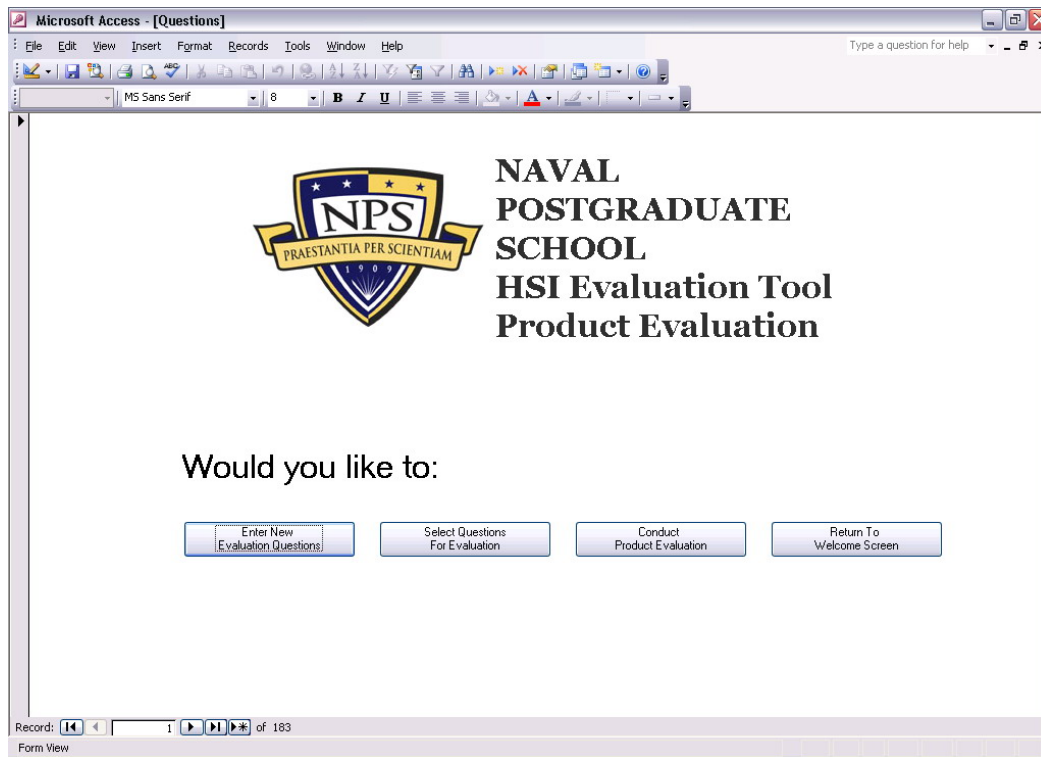 Microsoft Access - [Questions]
File Edit View Insert Format Records Tools Window Help Type a question for help
MS Sans Serif 8 B I U A
NPS
PRAESTANTIA PER SCIENTIAM
1909
NAVAL
POSTGRADUATE
SCHOOL
HSI Evaluation Tool
Product Evaluation
Would you like to:
Enter New
Evaluation Questions
Select Questions
For Evaluation
Conduct
Product Evaluation
Return To
Welcome Screen
Record: 1 of 183
Form View